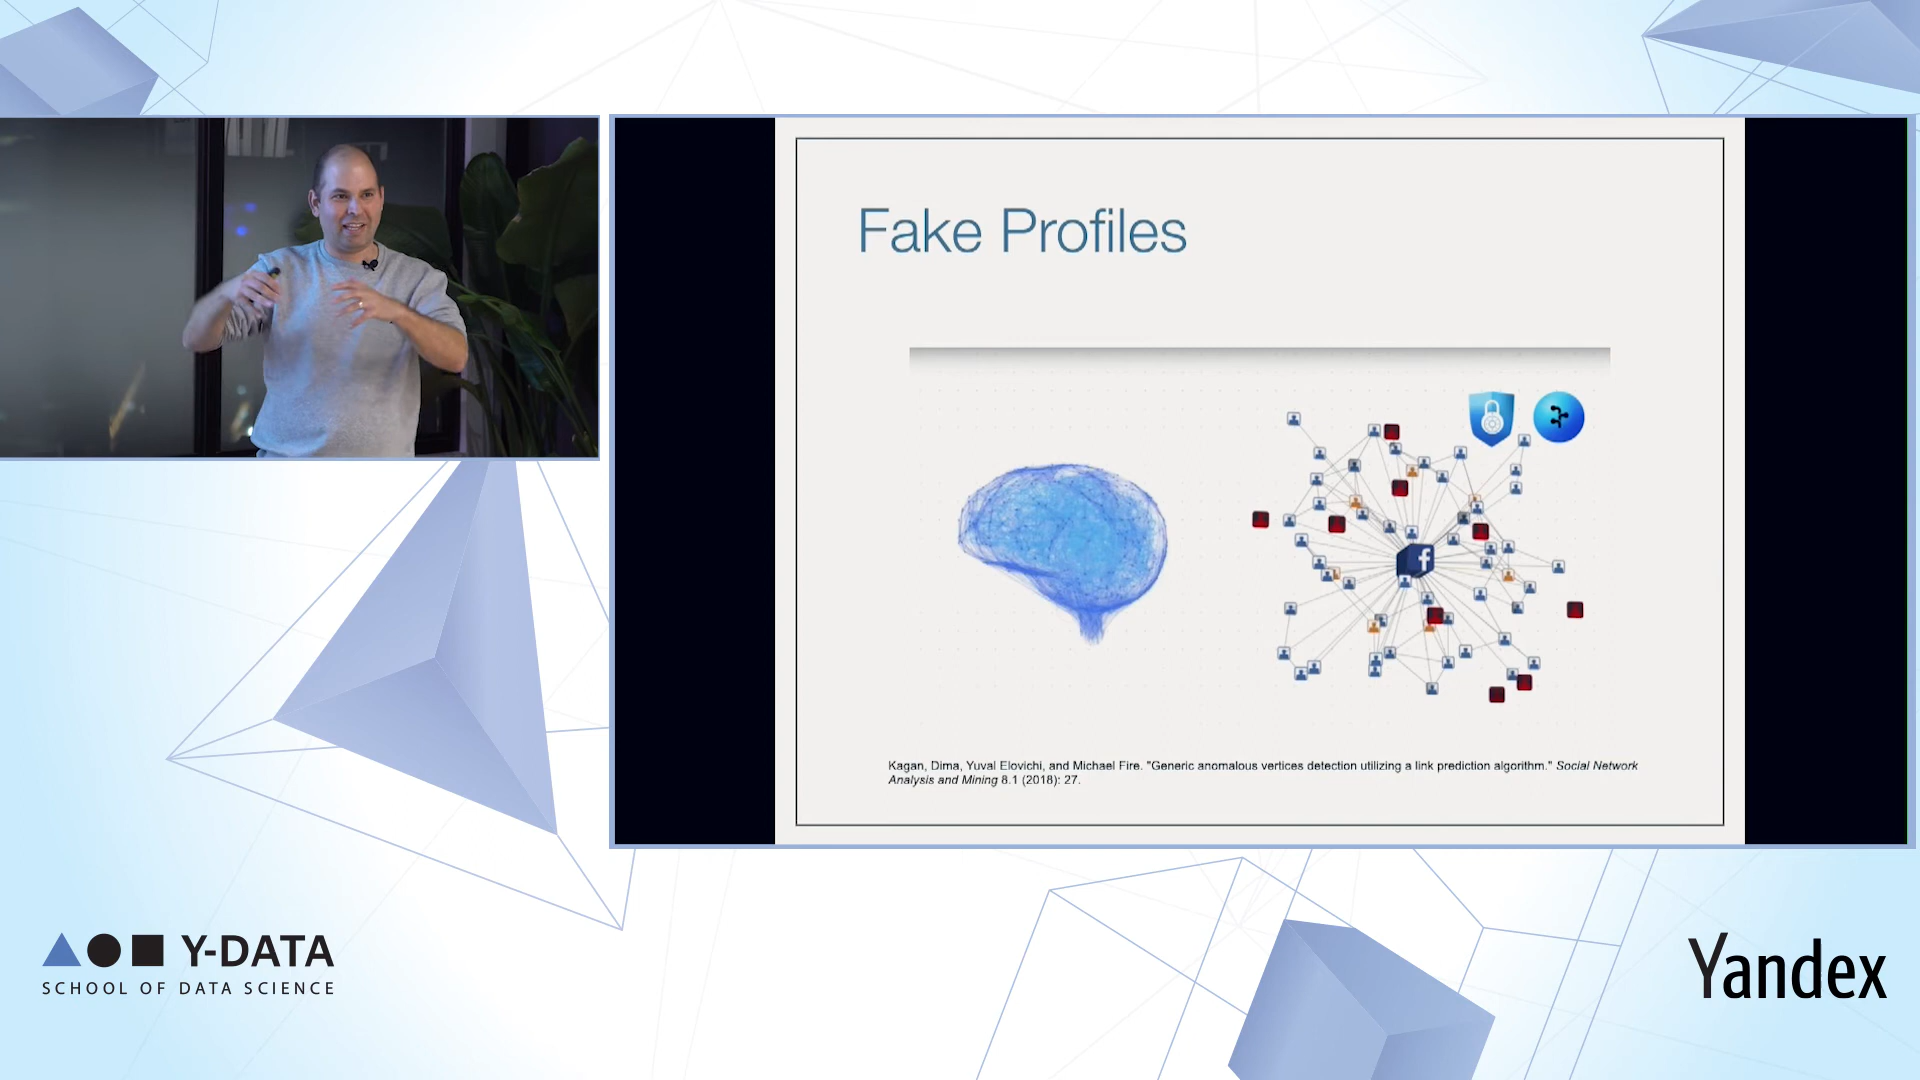 Fake Profiles
f
Kagan, Dima, Yuval Elovichi, and Michael Fire. "Generic anomalous vertices detection utilizing a link prediction algorithm." Social Network
Analysis and Mining 8.1 (2018): 27.
Y-DATA
SCHOOL OF DATA SCIENCE
Yandex